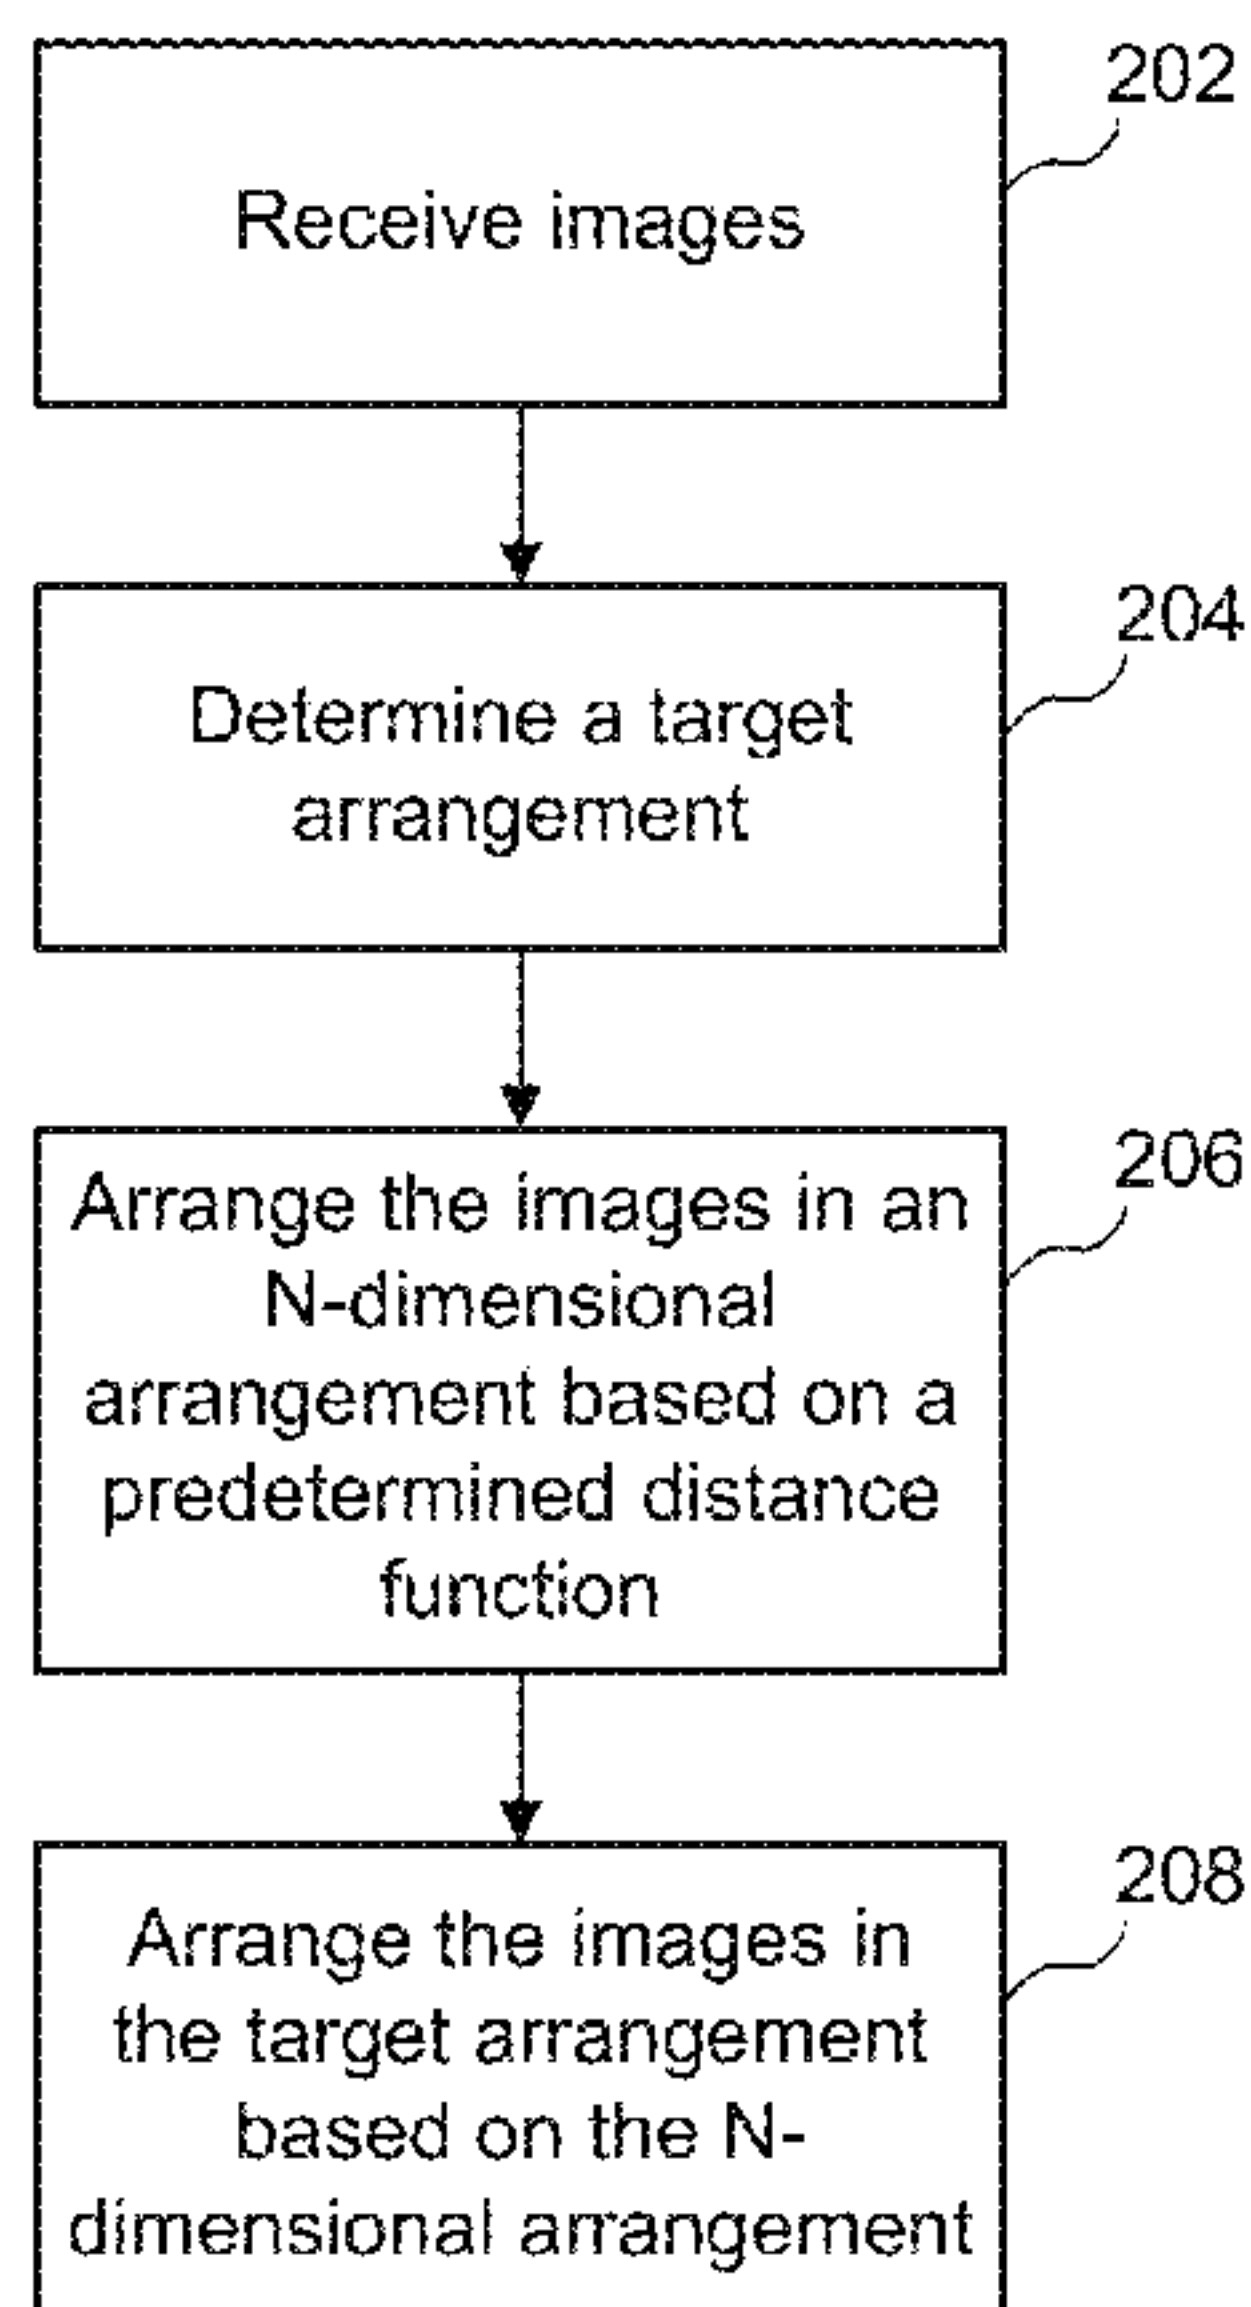 202
Receive images
204
Determine a target
arrangement
206
Arrange the images in an
N-dimensional
arrangement based on a
predetermined distance
function
208
Arrange the images in
the target arrangement
based on the N-
dimensional arrangement